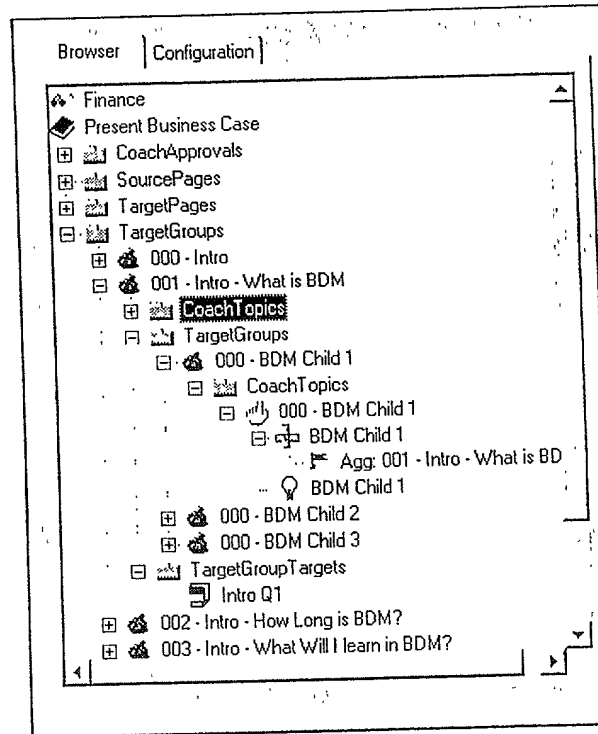 Browser Configuration
Finance
Present Business Case
CoachApprovals
SourcePages
TargetPages
TargetGroups
000 - Intro
001 - Intro - What is BDM
CoachTopics
TargetGroups
000 - BDM Child 1
CoachTopics
000 - BDM Child 1
BDM Child 1
Agg: 001 - Intro - What is BD
BDM Child 1
000 - BDM Child 2
000 - BDM Child 3
TargetGroupTargets
Intro Q1
002 - Intro - How Long is BDM?
003 - Intro - What Will I learn in BDM?